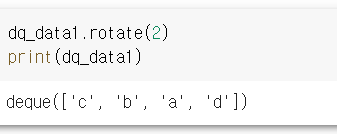 dq_data1.rotate(2)
print(dq_data1)
deque(['c', 'b', 'a', 'd'])